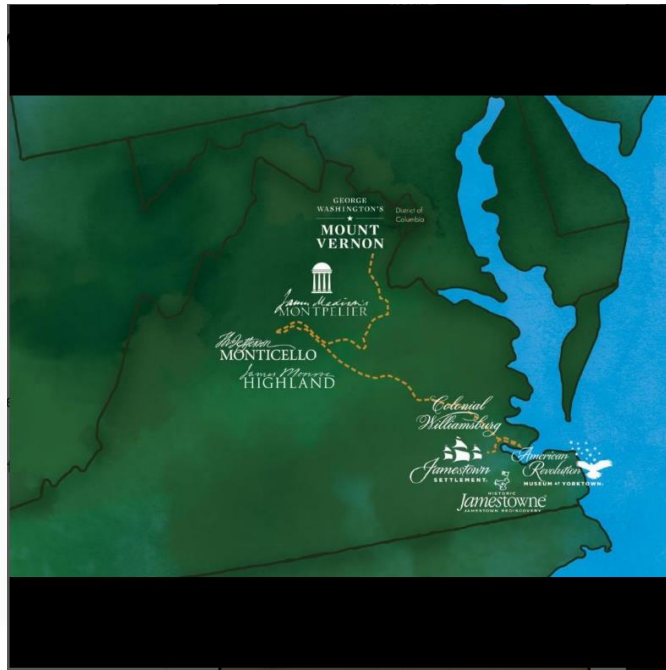 GEORGE
WASHINGTON'S
MOUNT
VERNON
District of
Columbia
James Madison's
MONTPELIER
Th Jefferson
MONTICELLO
James Monroe
HIGHLAND
Colonial
Williamsburg
Jamestown
SETTLEMENT
American
Revolution
MUSEUM AT YORKTOWN
HISTORIC
Jamestowne
JAMESTOWN REDISCOVERY